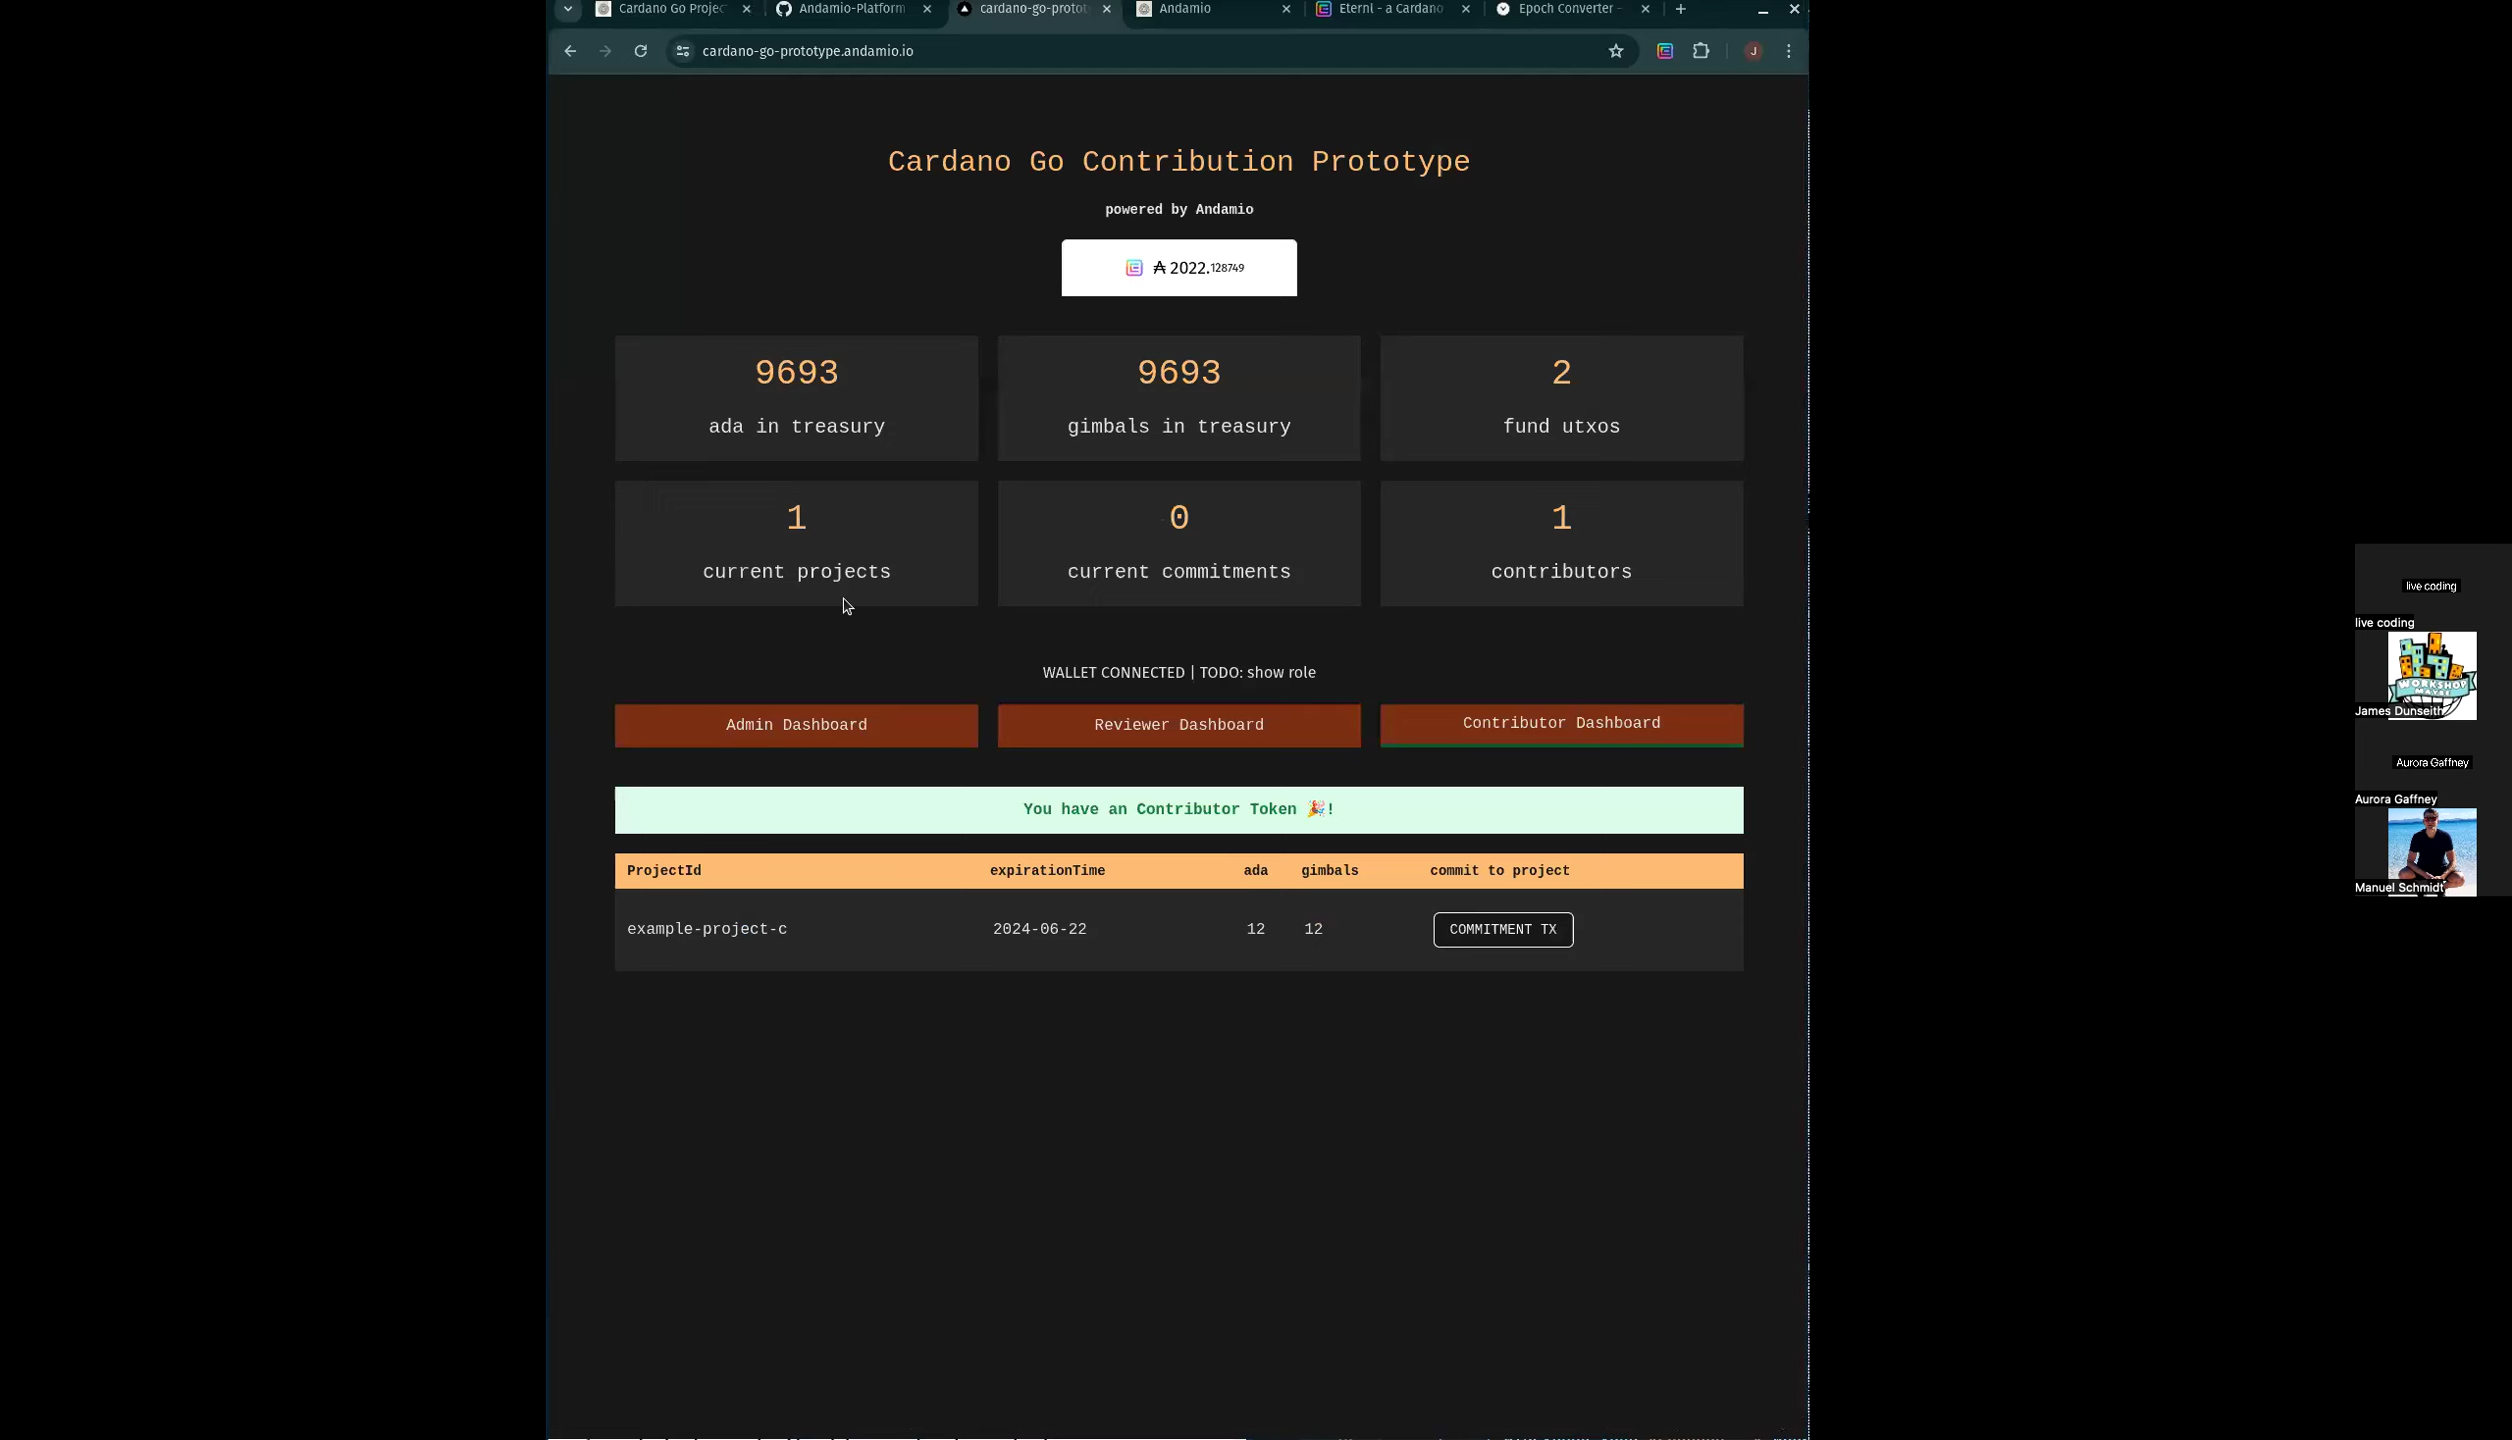 Cardano Go Projec
Andamio-Platform
cardano-go-protot
Andamio
Eternl - a Cardano
Epoch Converter -
cardano-go-prototype.andamio.io
J
Cardano Go Contribution Prototype
powered by Andamio
₳ 2022.128749
9693
ada in treasury
9693
gimbals in treasury
2
fund utxos
1
current projects
0
current commitments
1
contributors
WALLET CONNECTED | TODO: show role
Admin Dashboard
Reviewer Dashboard
Contributor Dashboard
You have an Contributor Token 🎉!
ProjectId expirationTime ada gimbals commit to project
example-project-c 2024-06-22 12 12 COMMITMENT TX
live coding
live coding
WORKSHOP
MAYBE
James Dunseith
Aurora Gaffney
Aurora Gaffney
Manuel Schmidt